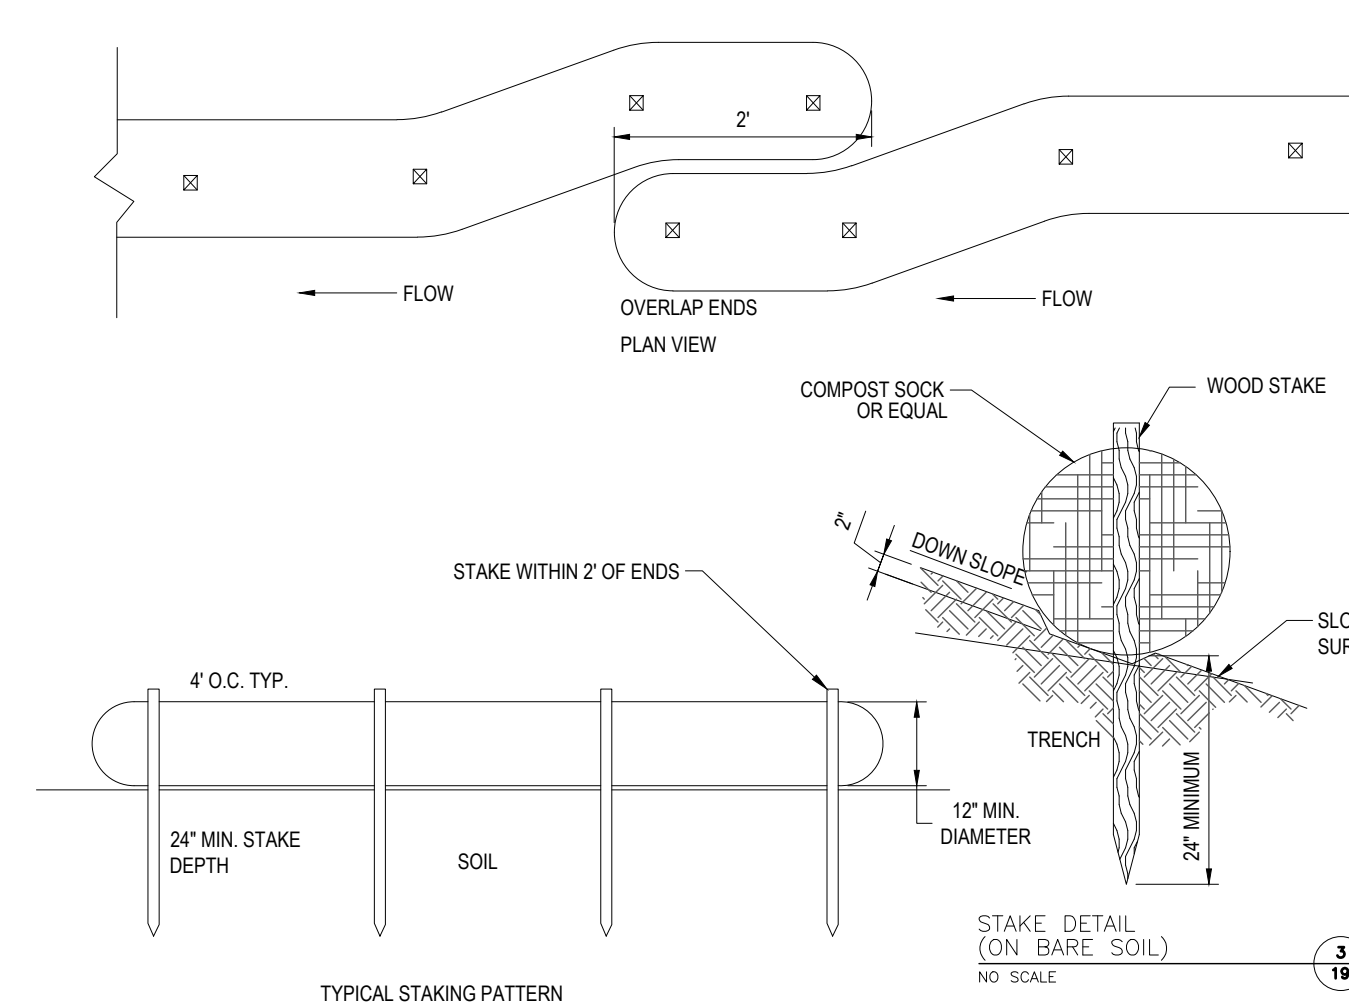 2'
FLOW
FLOW
OVERLAP ENDS
PLAN VIEW
COMPOST SOCK
OR EQUAL
WOOD STAKE
2"
DOWN SLOPE
STAKE WITHIN 2' OF ENDS
4' O.C. TYP.
TRENCH
24" MINIMUM
12" MIN.
DIAMETER
24" MIN. STAKE
DEPTH
SOIL
STAKE DETAIL
(ON BARE SOIL)
NO SCALE
3
19
TYPICAL STAKING PATTERN